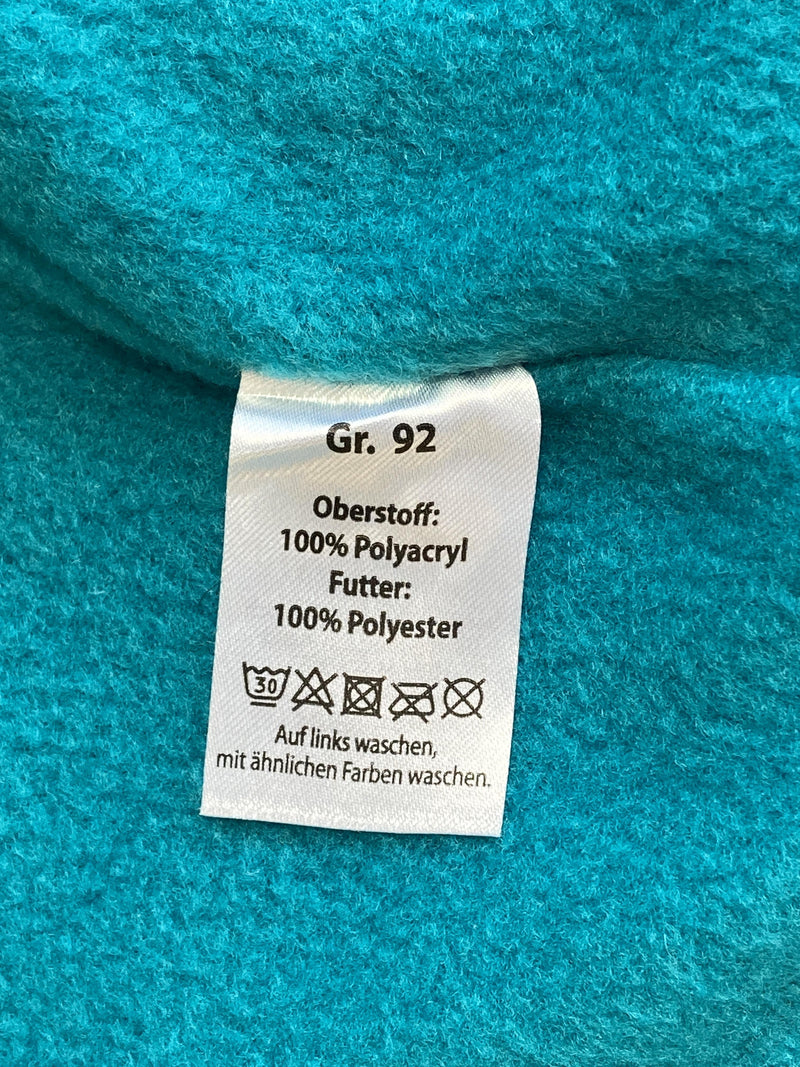 Gr. 92
Oberstoff:
100% Polyacryl
Futter:
100% Polyester
30
Auf links waschen,
mit ähnlichen Farben waschen.